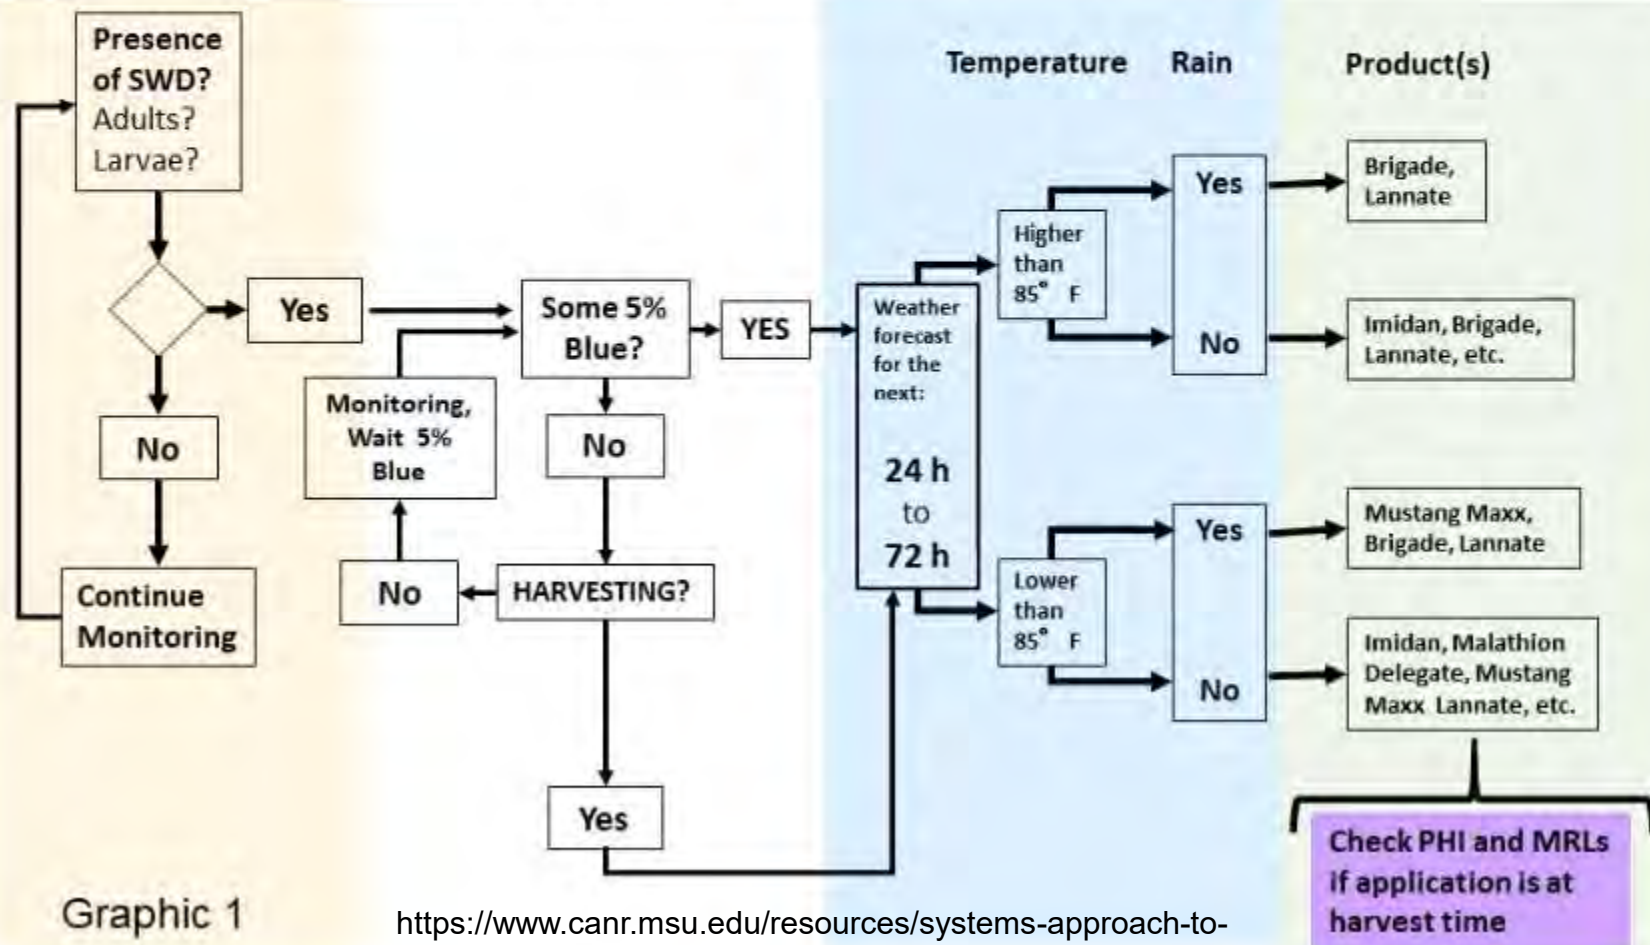 Presence
of SWD?
Adults?
Larvae?
Yes
No
Continue
Monitoring
Some 5%
Blue?
YES
No
Monitoring,
Wait 5%
Blue
No
HARVESTING?
Yes
Weather
forecast
for the
next:
24 h
to
72 h
Temperature
Rain
Product(s)
Higher
than
85° F
Yes
No
Brigade,
Lannate
Imidan, Brigade,
Lannate, etc.
Lower
than
85° F
Yes
No
Mustang Maxx,
Brigade, Lannate
Imidan, Malathion
Delegate, Mustang
Maxx Lannate, etc.
Check PHI and MRLs
if application is at
harvest time
Graphic 1
https://www.canr.msu.edu/resources/systems-approach-to-